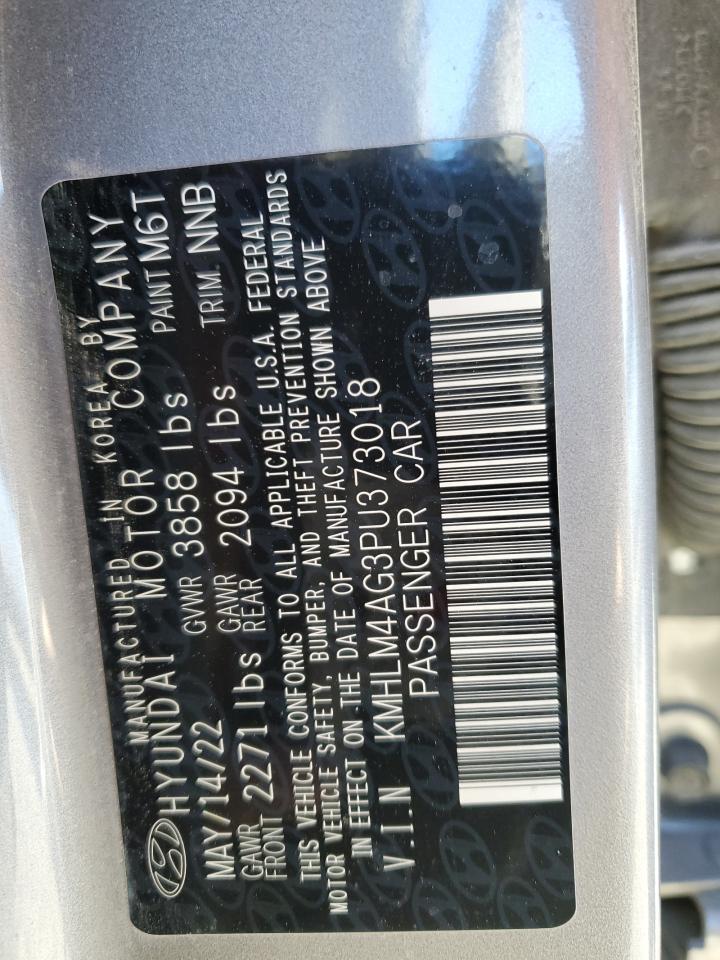 MANUFACTURED IN KOREA BY
HYUNDAI MOTOR COMPANY
MAY/14/22 GVWR 3858 lbs PAINT M6T
GAWR FRONT 2271 lbs GAWR REAR 2094 lbs TRIM. NNB
THIS VEHICLE CONFORMS TO ALL APPLICABLE U.S.A. FEDERAL
MOTOR VEHICLE SAFETY, BUMPER, AND THEFT PREVENTION STANDARDS
IN EFFECT ON THE DATE OF MANUFACTURE SHOWN ABOVE
V.I.N KMHLM4AG3PU373018
PASSENGER CAR